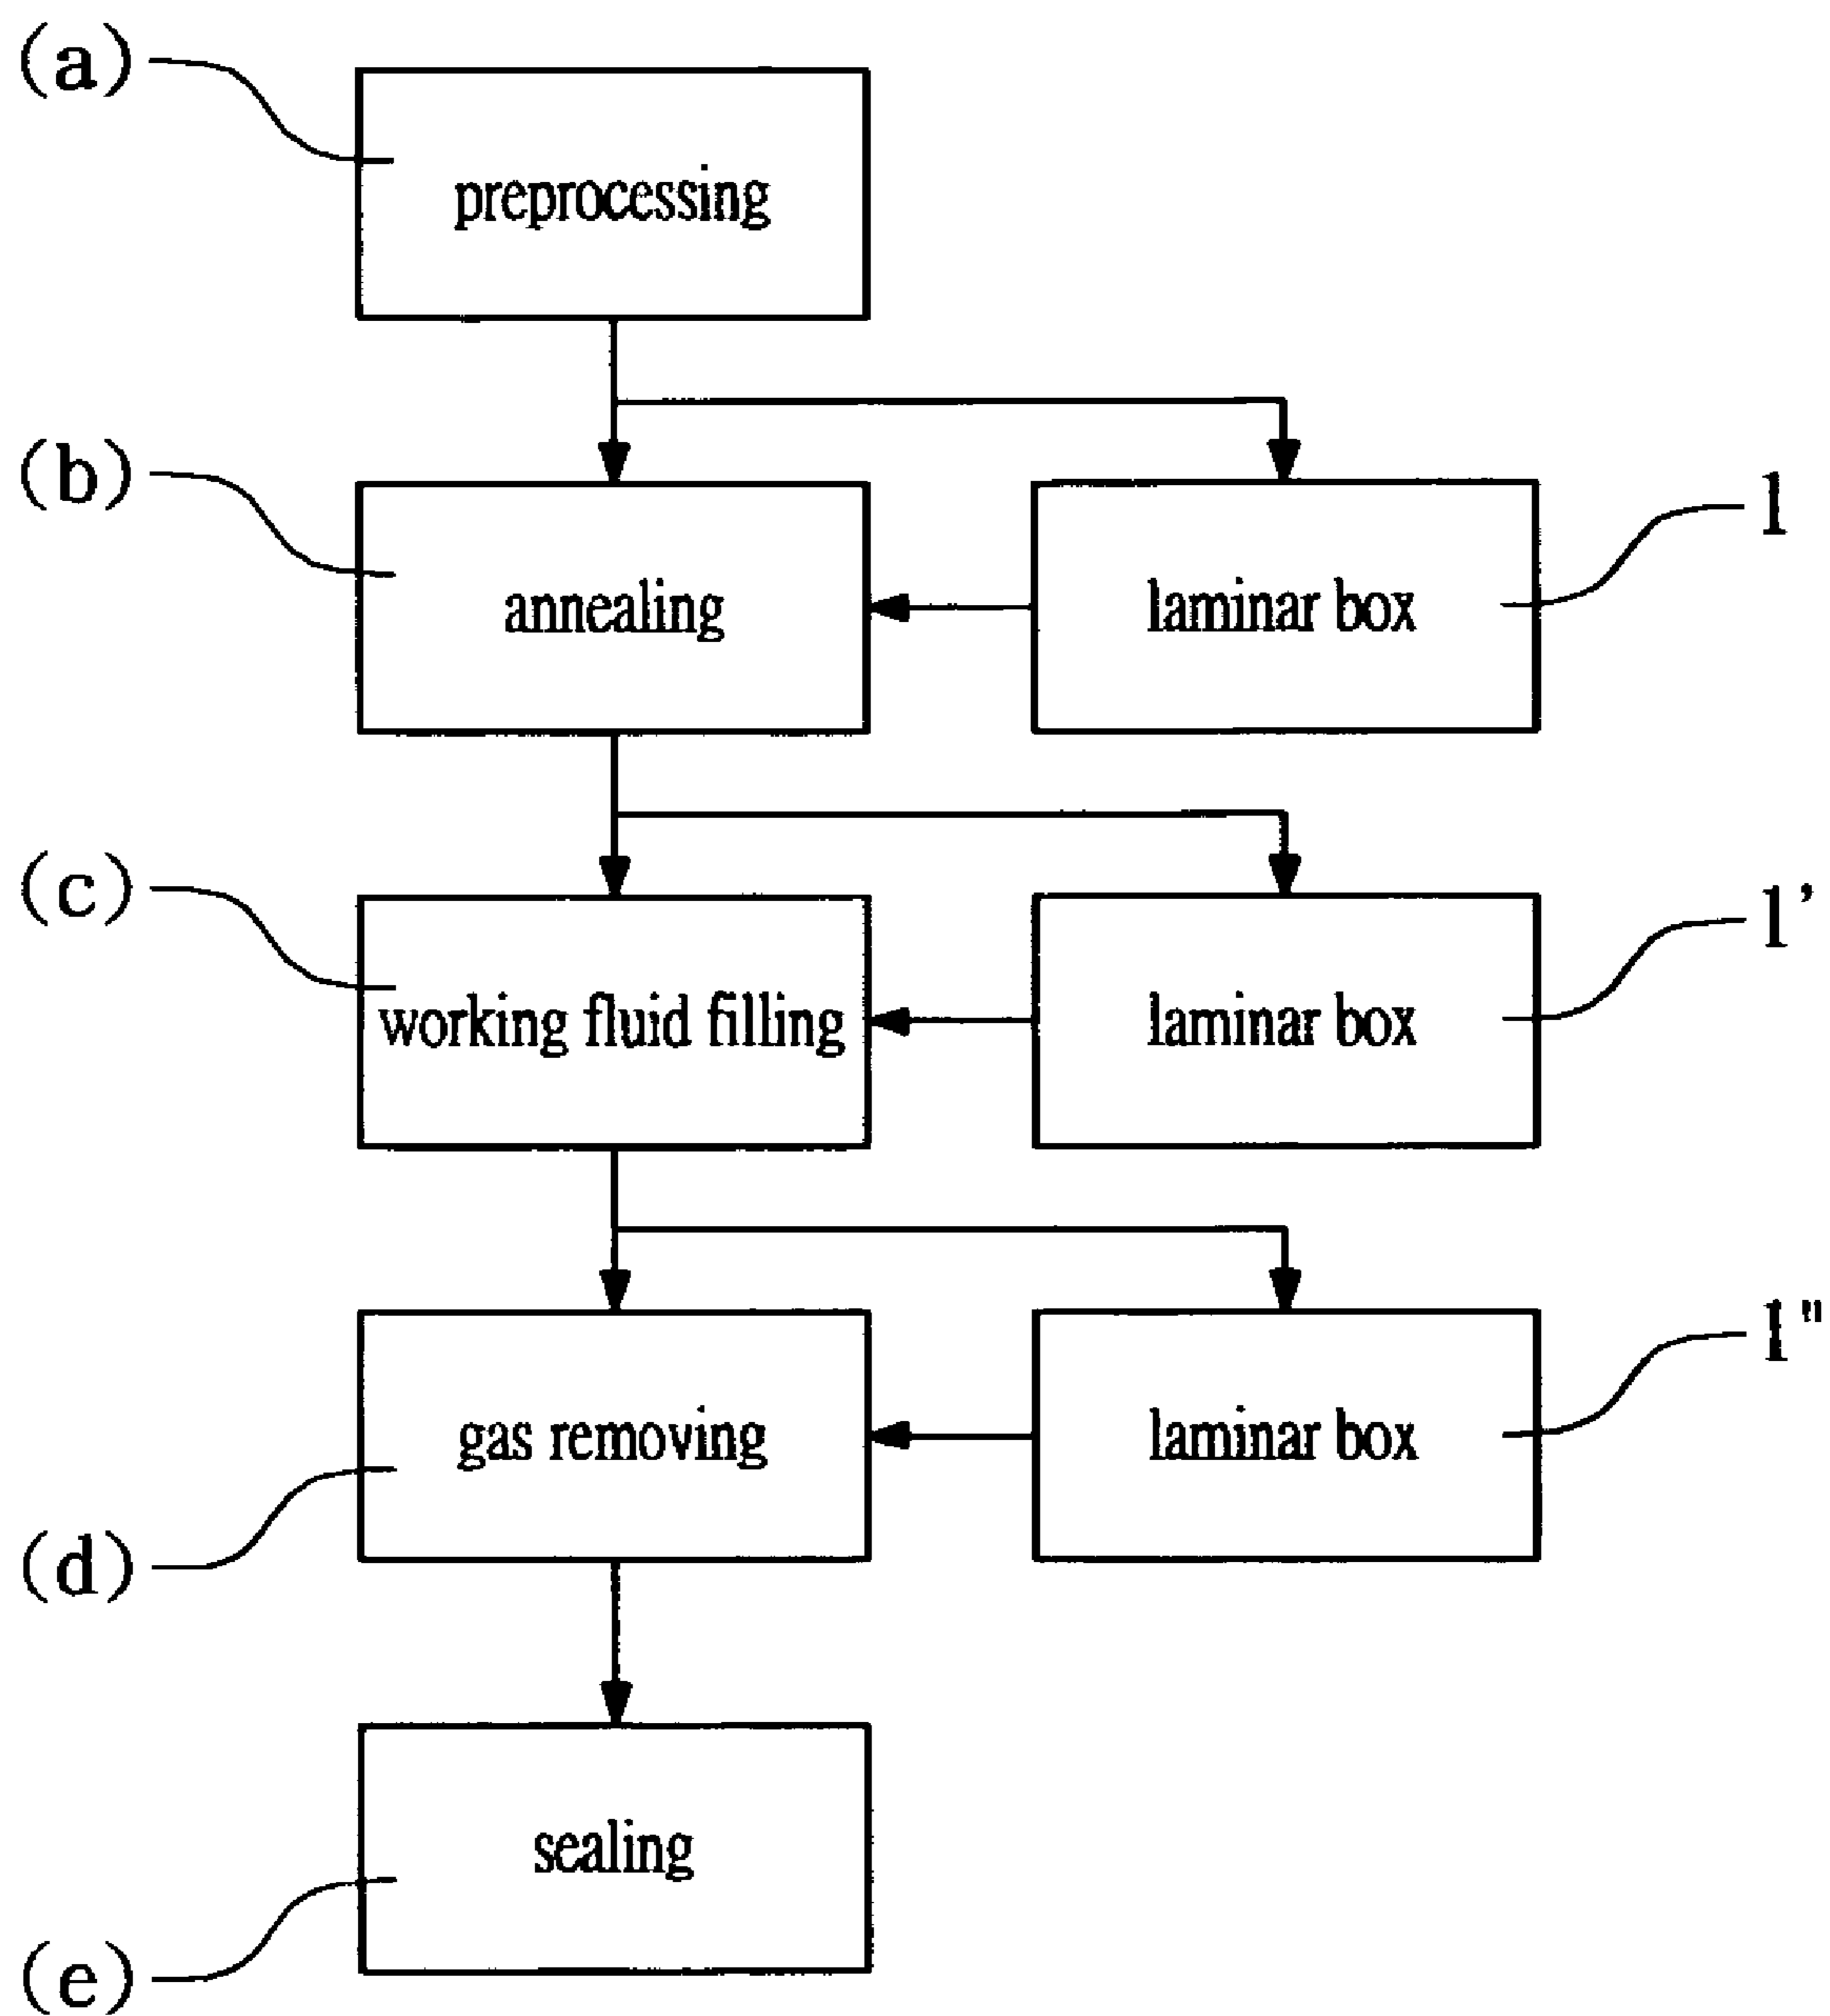 (a)
preprocessing
(b)
annealing
laminar box
1
(c)
working fluid filling
laminar box
1'
gas removing
laminar box
1"
(d)
sealing
(e)